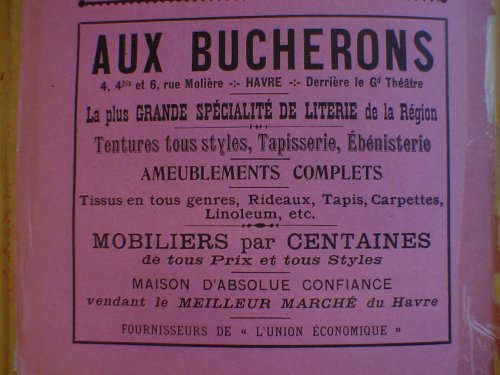 AUX BUCHERONS
4, 4bis et 6, rue Molière -:- HAVRE -:- Derrière le Gd Théâtre
La plus GRANDE SPÉCIALITÉ DE LITERIE de la Région
Tentures tous styles, Tapisserie, Ébénisterie
AMEUBLEMENTS COMPLETS
Tissus en tous genres, Rideaux, Tapis, Carpettes,
Linoleum, etc.
MOBILIERS par CENTAINES
de tous Prix et tous Styles
MAISON D'ABSOLUE CONFIANCE
vendant le MEILLEUR MARCHÉ du Havre
FOURNISSEURS DE « L'UNION ÉCONOMIQUE »